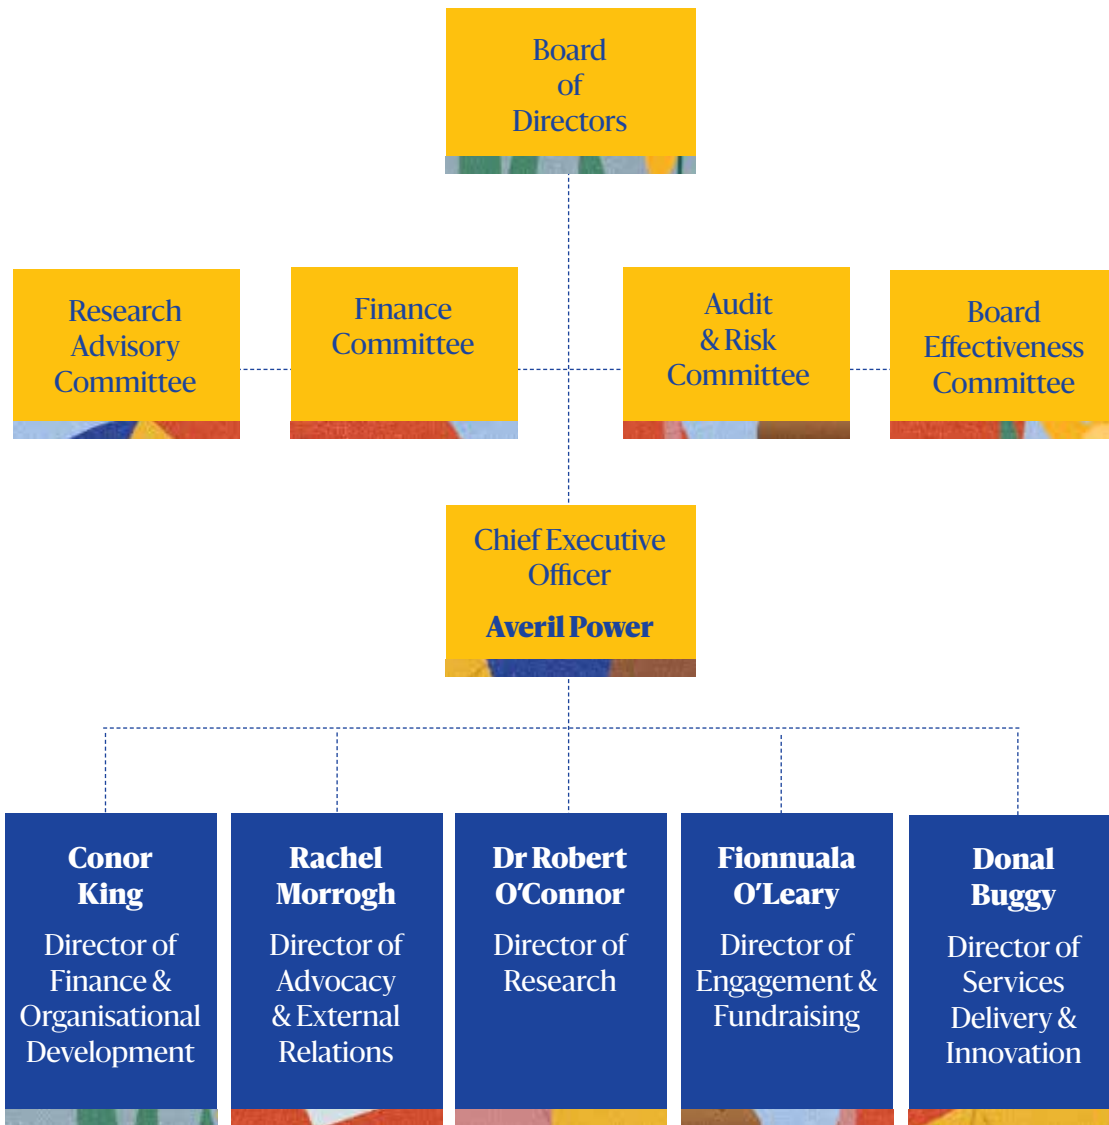 Board
of
Directors
Research
Advisory
Committee
Finance
Committee
Audit
& Risk
Committee
Board
Effectiveness
Committee
Chief Executive
Officer
Averil Power
Conor
King
Director of
Finance &
Organisational
Development
Rachel
Morrogh
Director of
Advocacy
& External
Relations
Dr Robert
O'Connor
Director of
Research
Fionnuala
O'Leary
Director of
Engagement &
Fundraising
Donal
Buggy
Director of
Services
Delivery &
Innovation